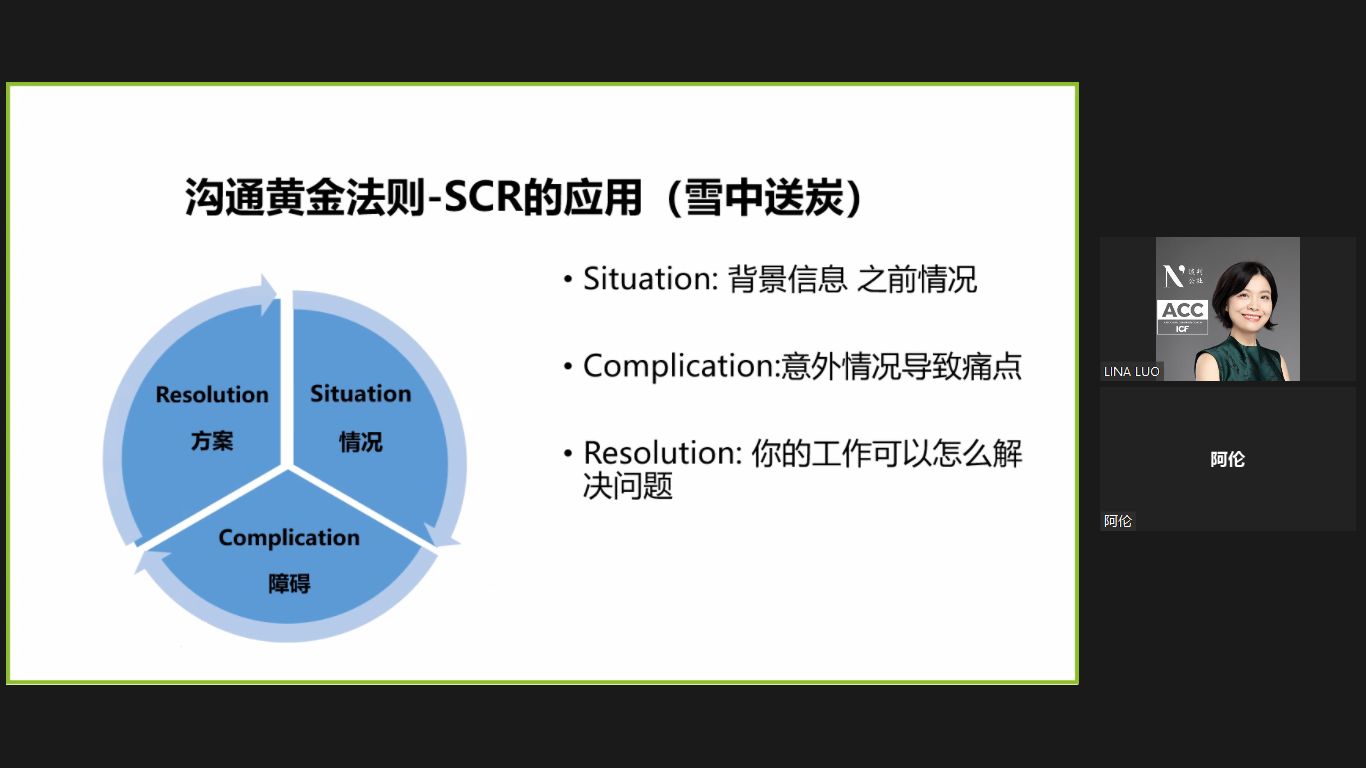 沟通黄金法则-SCR的应用（雪中送炭）
Resolution
方案
Situation
情况
Complication
障碍
• Situation: 背景信息 之前情况
• Complication:意外情况导致痛点
• Resolution: 你的工作可以怎么解
决问题
N
ACC
ICF
LINA LUO
阿伦
阿伦